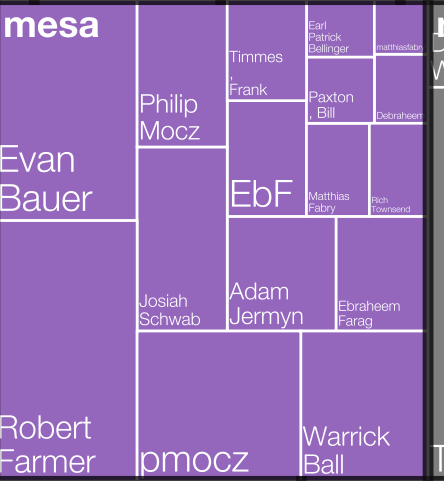 mesa
Evan
Bauer
Robert
Farmer
Philip
Mocz
Josiah
Schwab
pmocz
Timmes
,
Frank
EbF
Adam
Jermyn
Warrick
Ball
Earl
Patrick
Bellinger
Paxton
, Bill
Matthias
Fabry
Ebraheem
Farag
matthiasfabry
Debraheem
Rich
Townsend